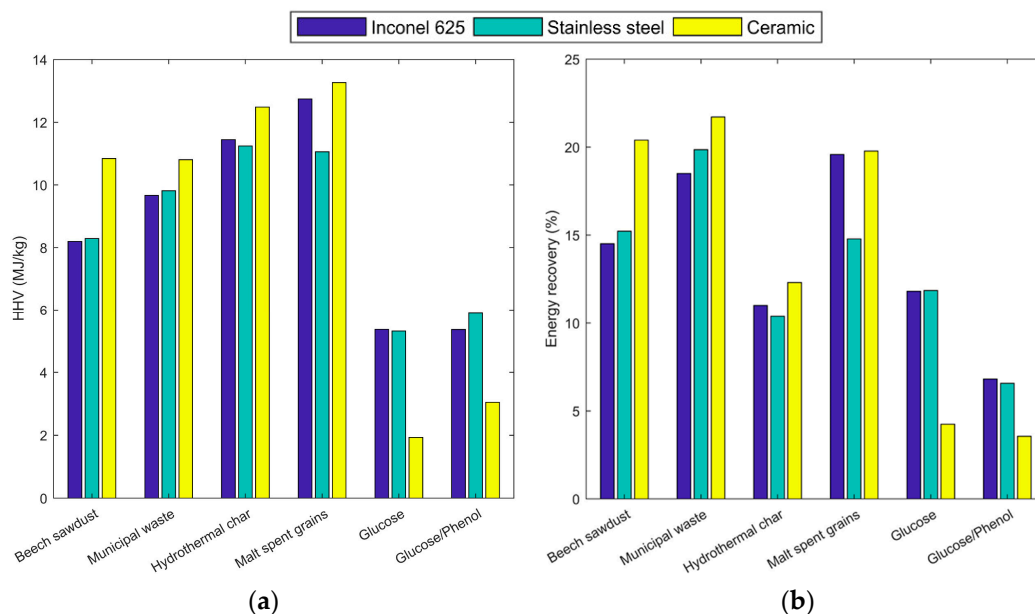 Inconel 625 Stainless steel Ceramic
14
12
10
8
6
4
2
0
HHV (MJ/kg)
Beech sawdust
Municipal waste
Hydrothermal char
Malt spent grains
Glucose
Glucose/Phenol
(a)
25
20
15
10
5
0
Energy recovery (%)
Beech sawdust
Municipal waste
Hydrothermal char
Malt spent grains
Glucose
Glucose/Phenol
(b)